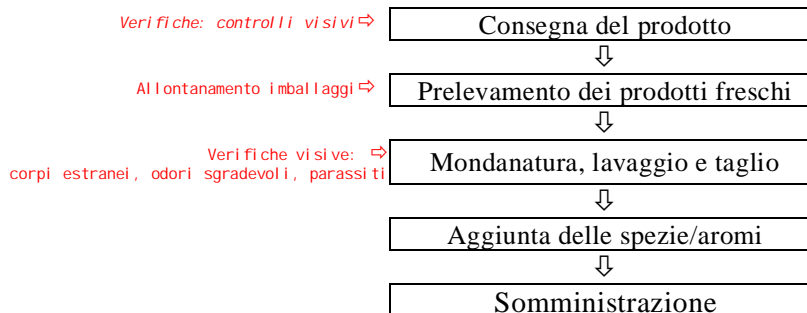 Verifiche: controlli visivi⇨ Consegna del prodotto
Allontanamento imballaggi⇨ Prelevamento dei prodotti freschi
Verifiche visive: ⇨
corpi estranei, odori sgradevoli, parassiti
Mondanatura, lavaggio e taglio
Aggiunta delle spezie/aromi
Somministrazione